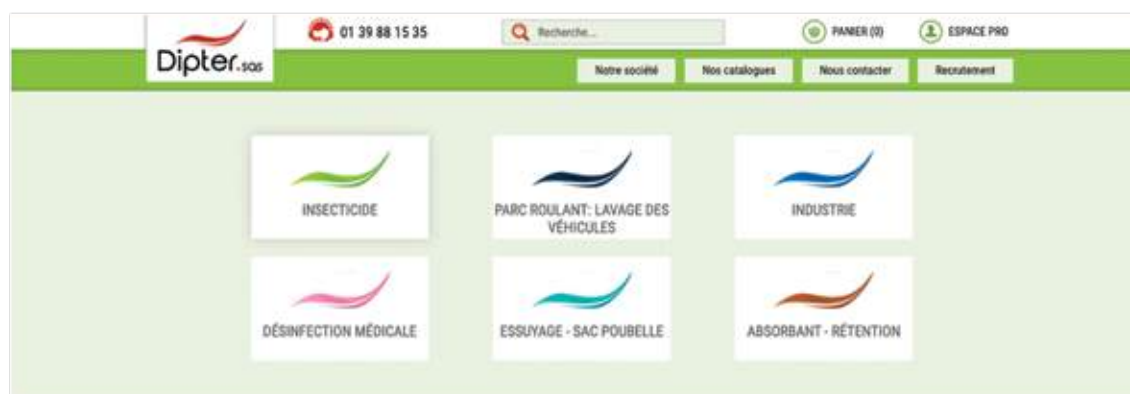 Dipter.sas
01 39 88 15 35
Recherche...
PANIER (0)
ESPACE PRO
Notre société
Nos catalogues
Nous contacter
Recrutement
INSECTICIDE
PARC ROULANT: LAVAGE DES
VÉHICULES
INDUSTRIE
DÉSINFECTION MÉDICALE
ESSUYAGE - SAC POUBELLE
ABSORBANT - RÉTENTION